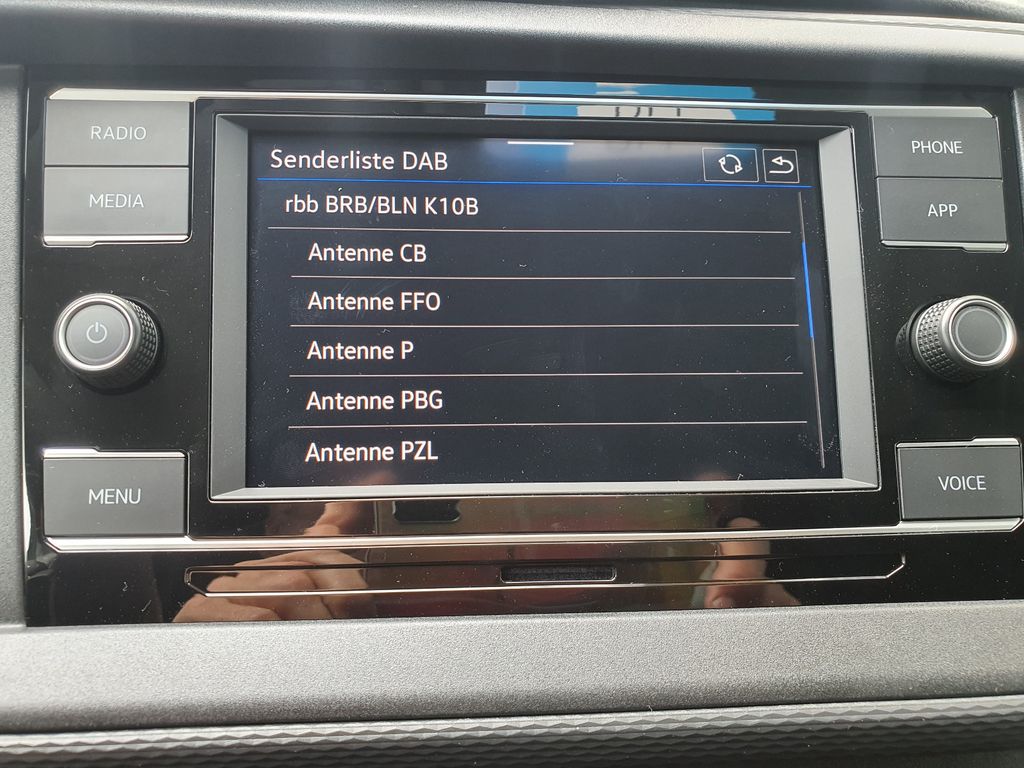 RADIO
MEDIA
MENU
Senderliste DAB
rbb BRB/BLN K10B
Antenne CB
Antenne FFO
Antenne P
Antenne PBG
Antenne PZL
PHONE
APP
VOICE